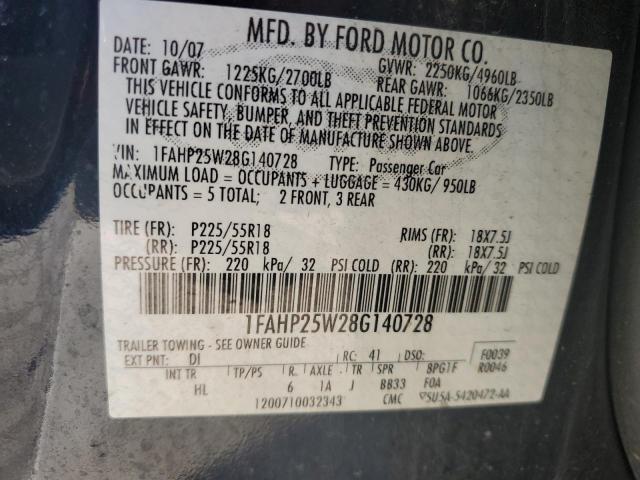 MFD. BY FORD MOTOR CO.
DATE: 10/07 GVWR: 2250KG/4960LB
FRONT GAWR: 1225KG/2700LB REAR GAWR: 1066KG/2350LB
THIS VEHICLE CONFORMS TO ALL APPLICABLE FEDERAL MOTOR
VEHICLE SAFETY, BUMPER, AND THEFT PREVENTION STANDARDS
IN EFFECT ON THE DATE OF MANUFACTURE SHOWN ABOVE.
VIN: 1FAHP25W28G140728 TYPE: Passenger Car
MAXIMUM LOAD = OCCUPANTS + LUGGAGE = 430KG/ 950LB
OCCUPANTS = 5 TOTAL; 2 FRONT, 3 REAR
TIRE (FR): P225/55R18 RIMS (FR): 18X7.5J
(RR): P225/55R18 (RR): 18X7.5J
PRESSURE (FR): 220 kPa/ 32 PSI COLD (RR): 220 kPa/ 32 PSI COLD
1FAHP25W28G140728
TRAILER TOWING - SEE OWNER GUIDE
EXT PNT: DI RC: 41 DSO: F0039
INT TR TP/PS R. AXLE TR SPR BPG1F R0046
HL 6 1A J BB33 F0A
1200710032343 CMC 5U5A-5420472-AA